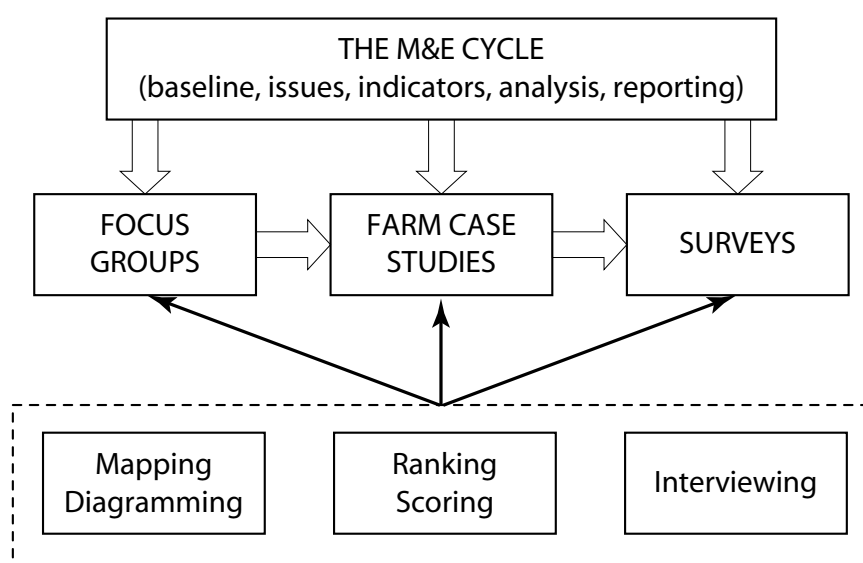 THE M&E CYCLE
(baseline, issues, indicators, analysis, reporting)
FOCUS
GROUPS
FARM CASE
STUDIES
SURVEYS
Mapping
Diagramming
Ranking
Scoring
Interviewing